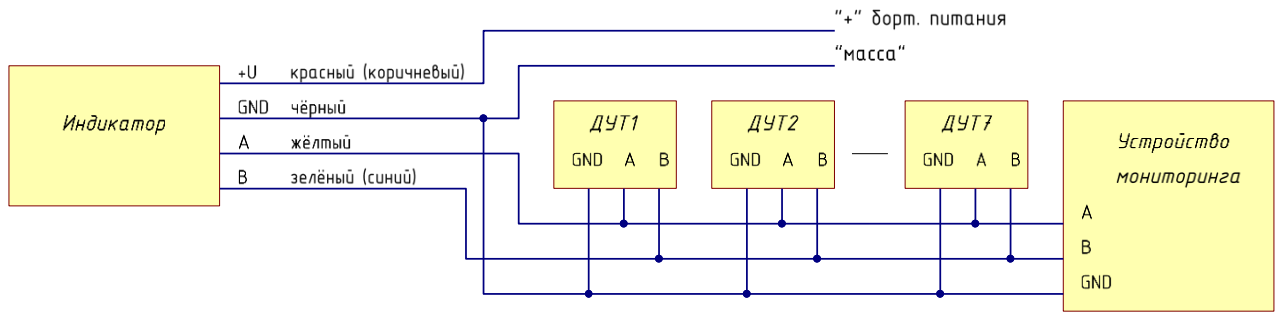 "+" борт. питания
"масса"
+U красный (коричневый)
GND чёрный
A жёлтый
B зелёный (синий)
Индикатор
ДУТ1
GND A B
ДУТ2
GND A B
ДУТ7
GND A B
Устройство
мониторинга
A
B
GND